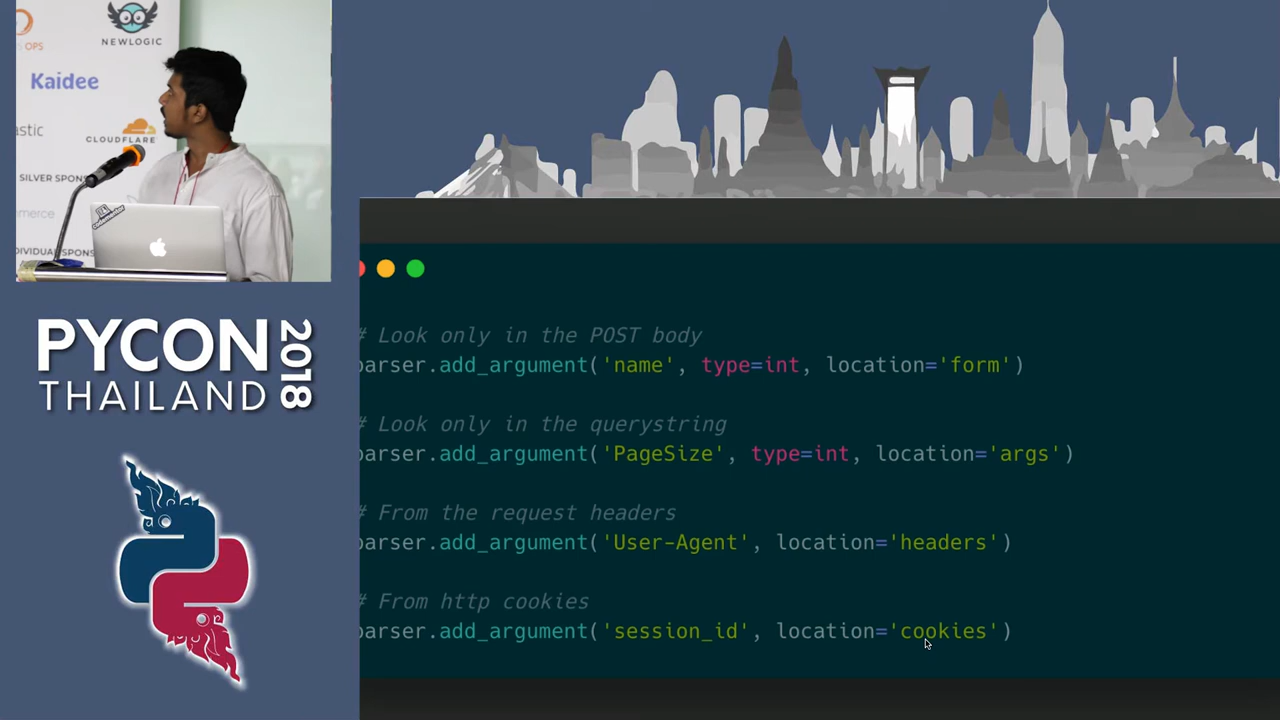 OPS
NEWLOGIC
Kaidee
astic
CLOUDFLARE
SILVER SPONS
mmerce
DIVIDUAL SPONS
PYCON
THAILAND
2018
# Look only in the POST body
parser.add_argument('name', type=int, location='form')
# Look only in the querystring
parser.add_argument('PageSize', type=int, location='args')
# From the request headers
parser.add_argument('User-Agent', location='headers')
# From http cookies
parser.add_argument('session_id', location='cookies')